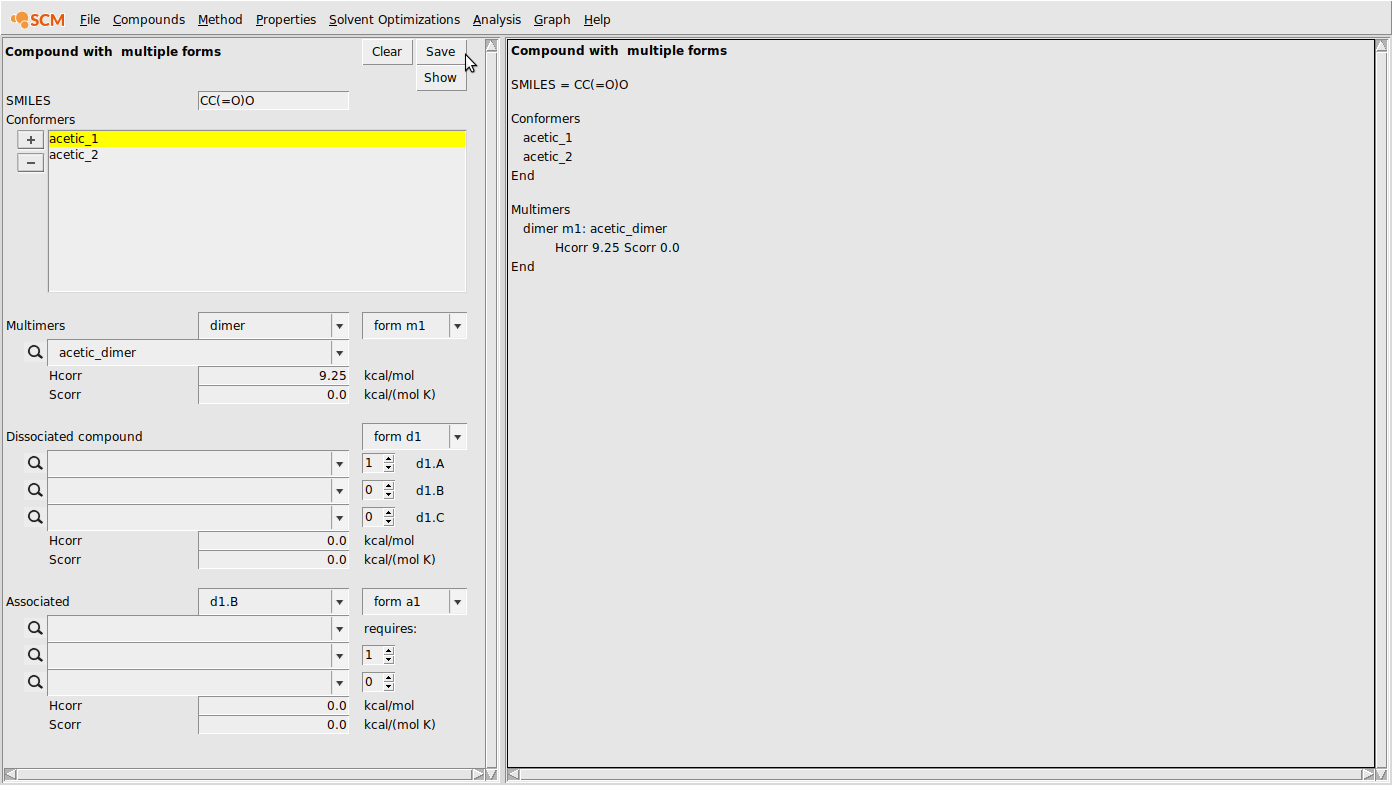 SCM File Compounds Method Properties Solvent Optimizations Analysis Graph Help
Compound with  multiple forms Clear Save
Show
SMILES CC(=O)O
Conformers
+ acetic_1
− acetic_2
Multimers dimer form m1
acetic_dimer
Hcorr 9.25 kcal/mol
Scorr 0.0 kcal/(mol K)
Dissociated compound form d1
1 d1.A
0 d1.B
0 d1.C
Hcorr 0.0 kcal/mol
Scorr 0.0 kcal/(mol K)
Associated d1.B form a1
requires:
1
0
Hcorr 0.0 kcal/mol
Scorr 0.0 kcal/(mol K)
Compound with  multiple forms
SMILES = CC(=O)O
Conformers
acetic_1
acetic_2
End
Multimers
dimer m1: acetic_dimer
Hcorr 9.25 Scorr 0.0
End